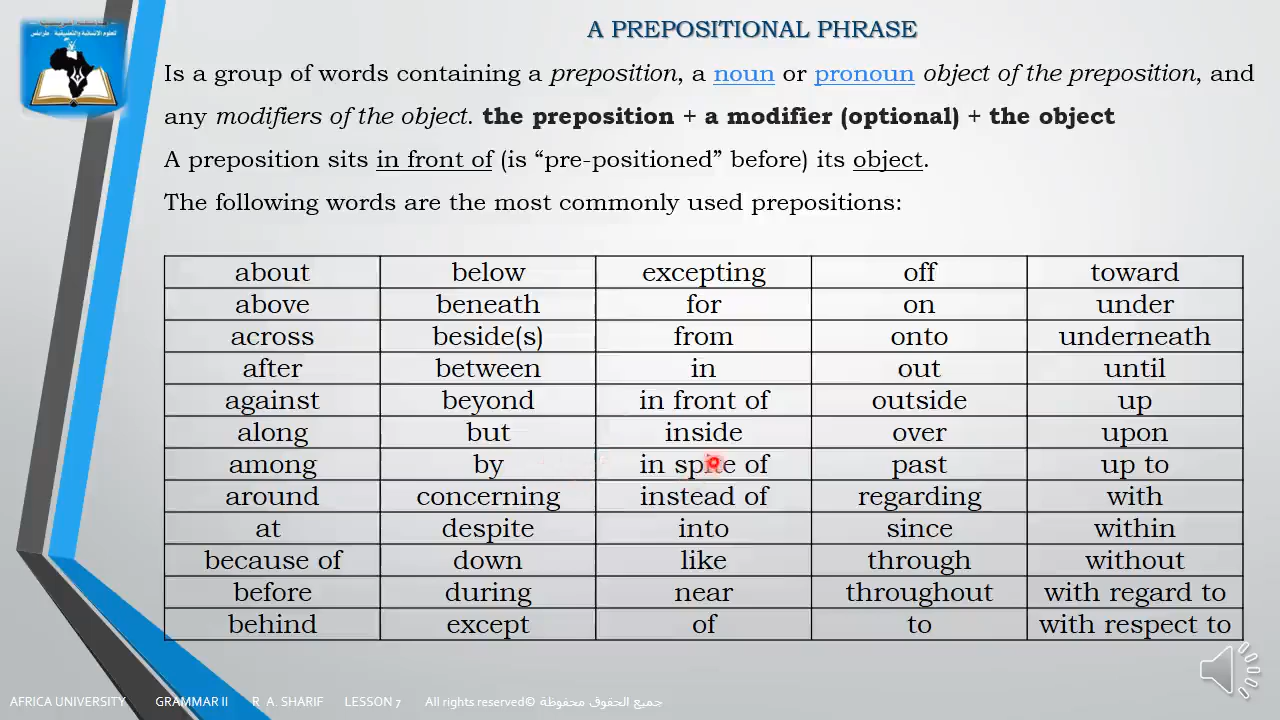 A PREPOSITIONAL PHRASE
Is a group of words containing a preposition, a noun or pronoun object of the preposition, and
any modifiers of the object. the preposition + a modifier (optional) + the object
A preposition sits in front of (is “pre-positioned” before) its object.
The following words are the most commonly used prepositions:
about below excepting off toward
above beneath for on under
across beside(s) from onto underneath
after between in out until
against beyond in front of outside up
along but inside over upon
among by in spite of past up to
around concerning instead of regarding with
at despite into since within
because of down like through without
before during near throughout with regard to
behind except of to with respect to
AFRICA UNIVERSITY GRAMMAR II R. A. SHARIF LESSON 7 All rights reserved© جميع الحقوق محفوظة